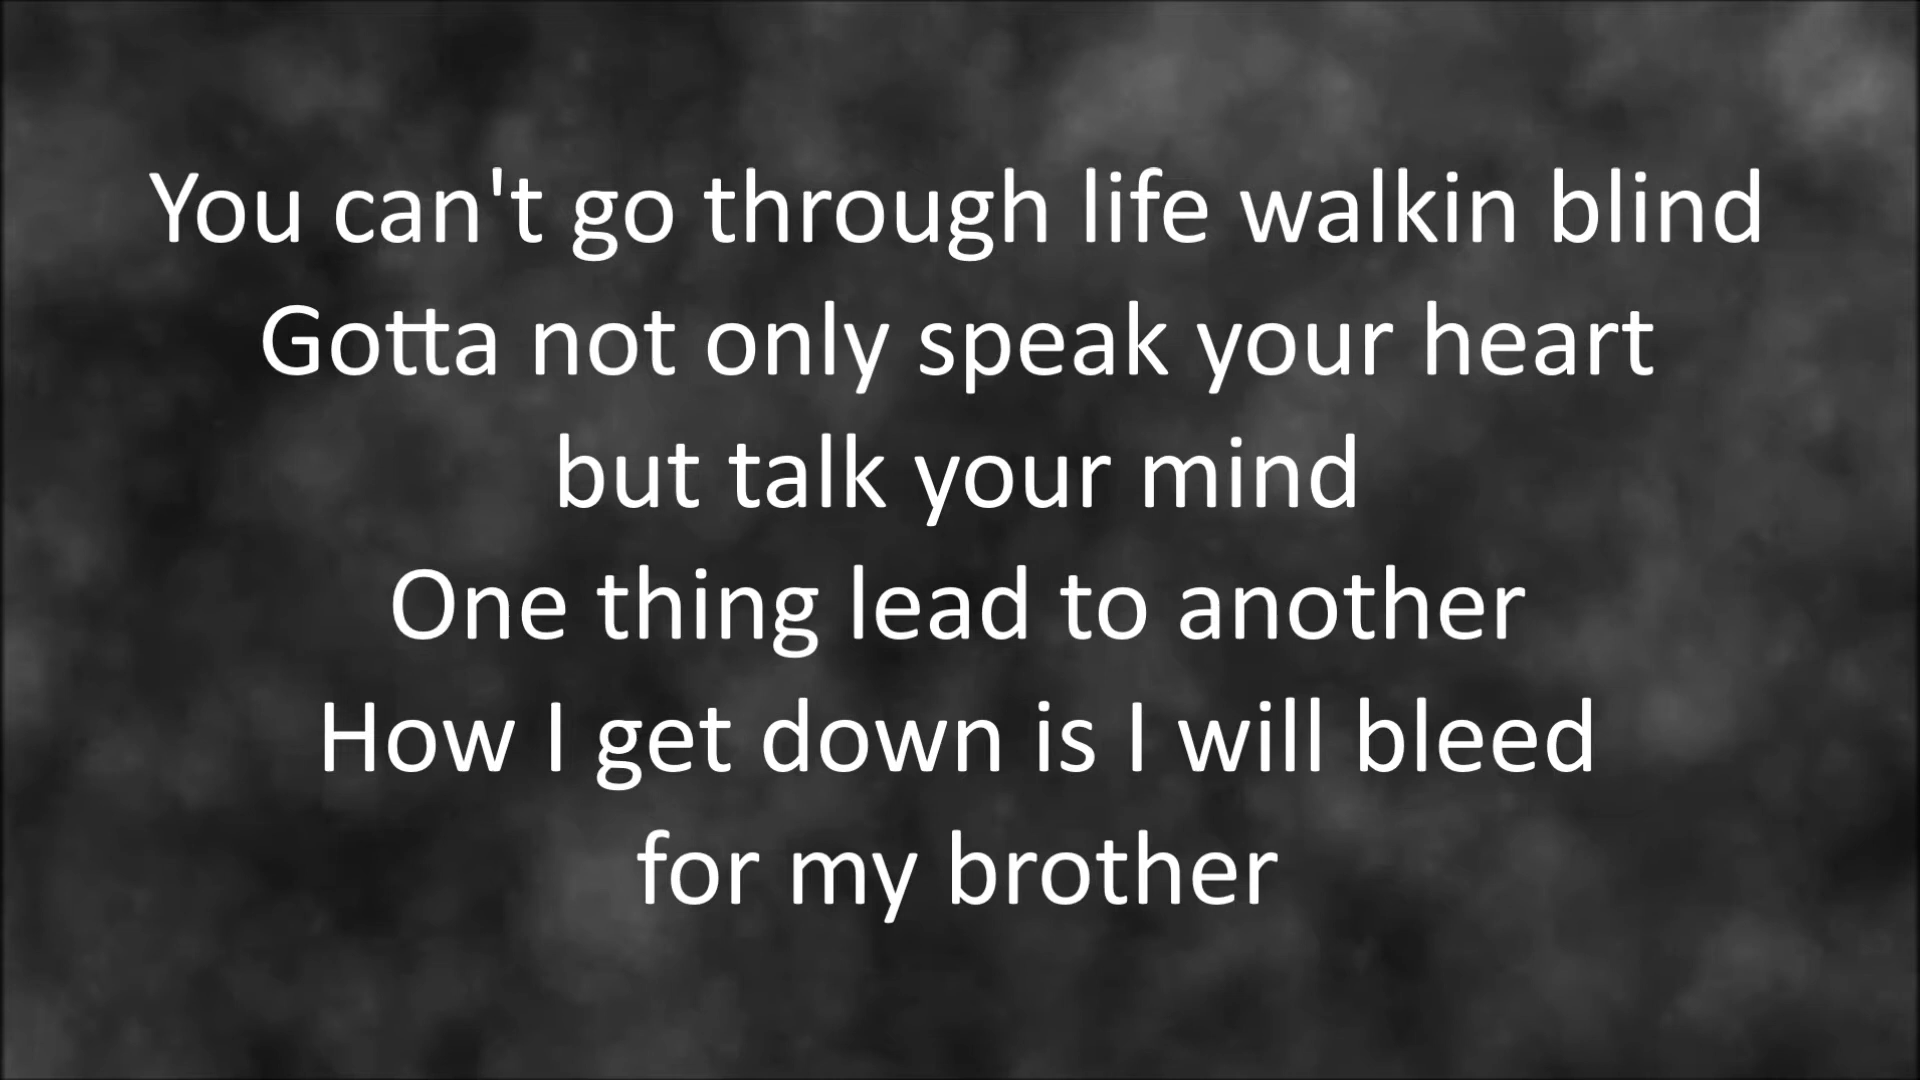 You can't go through life walkin blind
Gotta not only speak your heart
but talk your mind
One thing lead to another
How I get down is I will bleed
for my brother